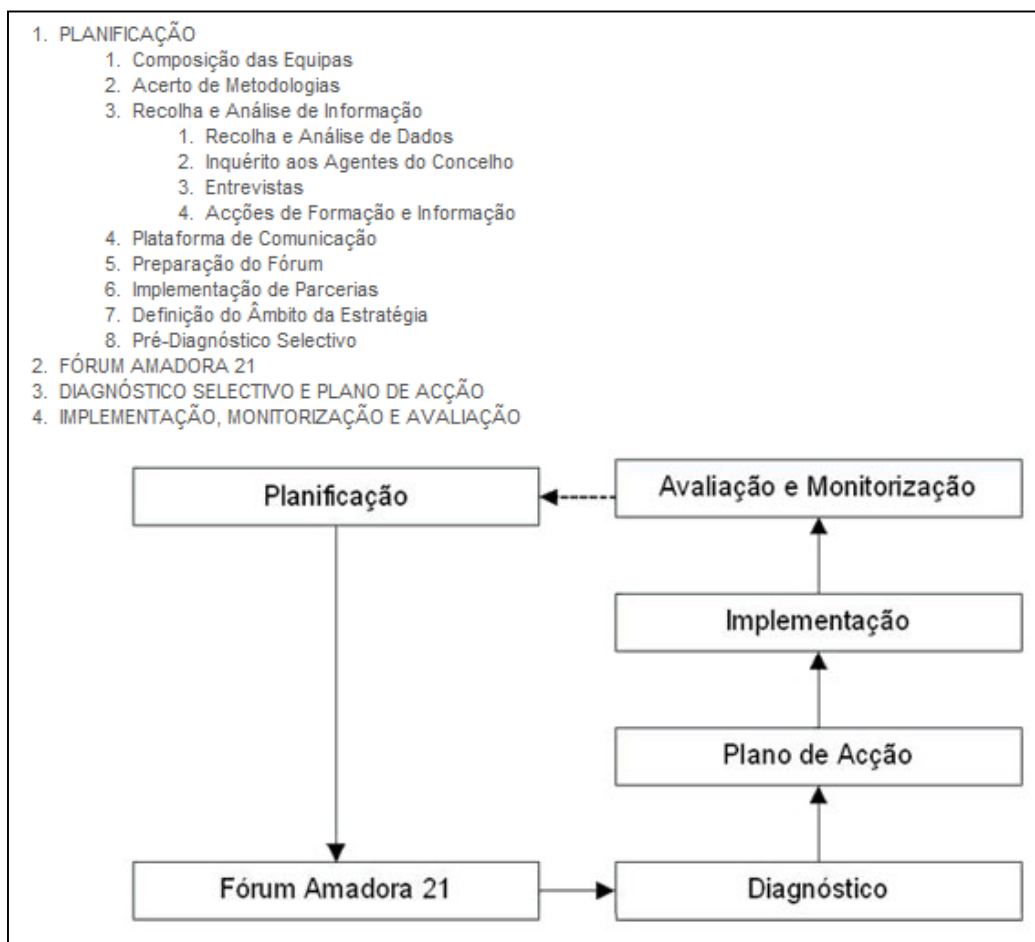 1. PLANIFICAÇÃO
1. Composição das Equipas
2. Acerto de Metodologias
3. Recolha e Análise de Informação
1. Recolha e Análise de Dados
2. Inquérito aos Agentes do Concelho
3. Entrevistas
4. Acções de Formação e Informação
4. Plataforma de Comunicação
5. Preparação do Fórum
6. Implementação de Parcerias
7. Definição do Âmbito da Estratégia
8. Pré-Diagnóstico Selectivo
2. FÓRUM AMADORA 21
3. DIAGNÓSTICO SELECTIVO E PLANO DE ACÇÃO
4. IMPLEMENTAÇÃO, MONITORIZAÇÃO E AVALIAÇÃO
Planificação
Avaliação e Monitorização
Implementação
Plano de Acção
Fórum Amadora 21
Diagnóstico